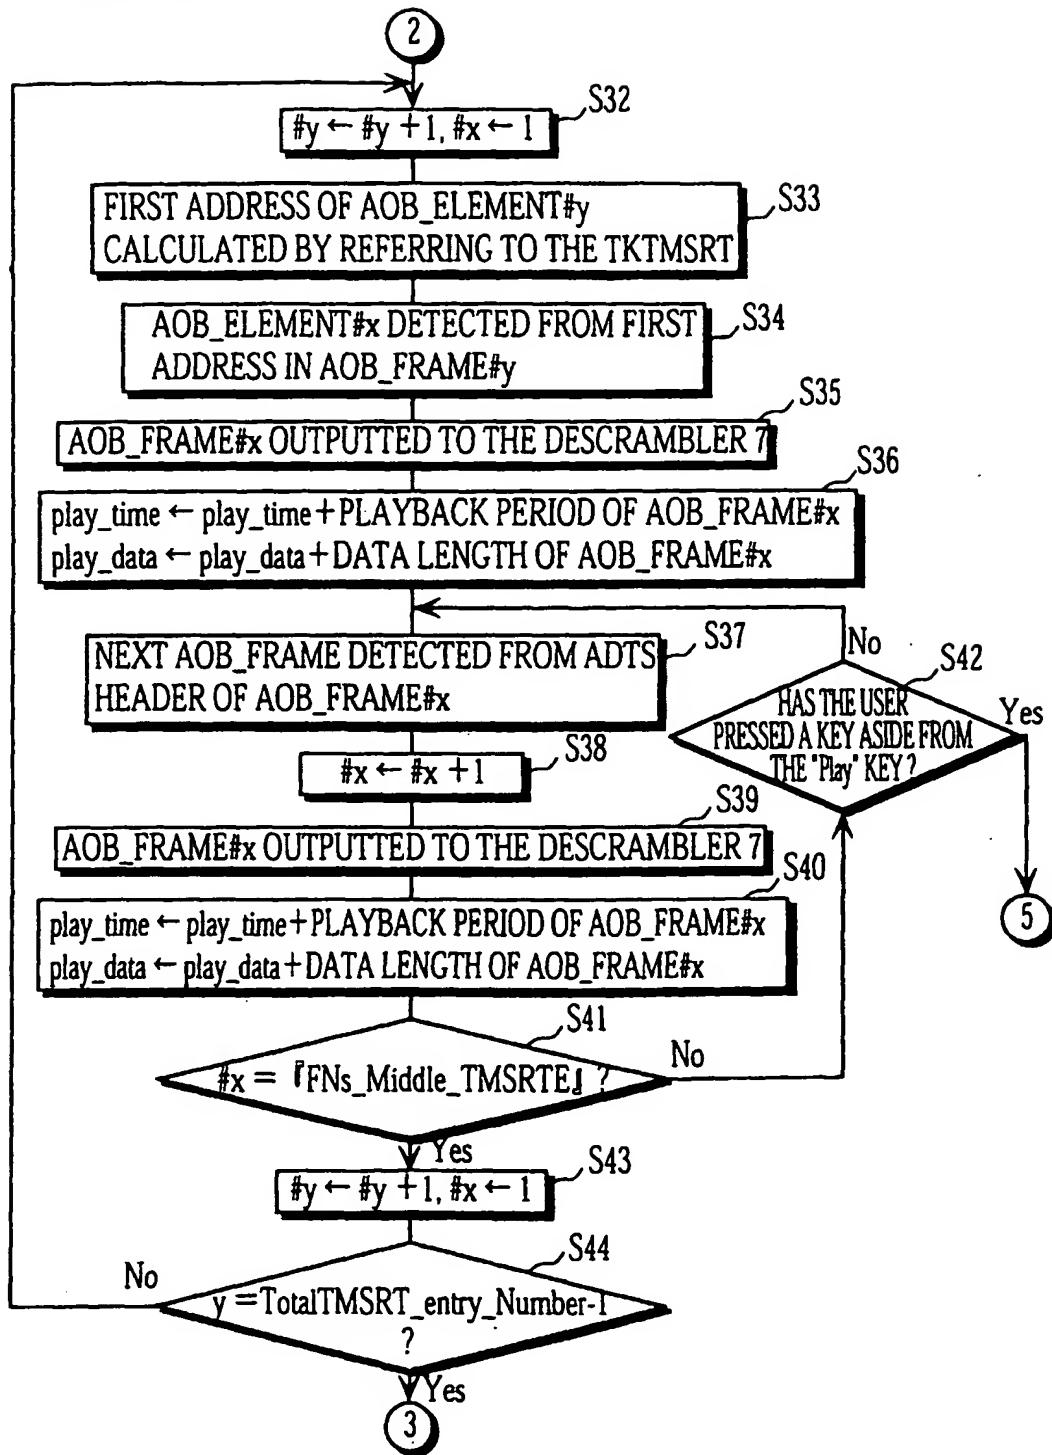 2
S32
#y ← #y +1, #x ← 1
S33
FIRST ADDRESS OF AOB_ELEMENT#y
CALCULATED BY REFERRING TO THE TKTMSRT
S34
AOB_ELEMENT#x DETECTED FROM FIRST
ADDRESS IN AOB_FRAME#y
S35
AOB_FRAME#x OUTPUTTED TO THE DESCRAMBLER 7
S36
play_time ← play_time+PLAYBACK PERIOD OF AOB_FRAME#x
play_data ← play_data+DATA LENGTH OF AOB_FRAME#x
S37
NEXT AOB_FRAME DETECTED FROM ADTS
HEADER OF AOB_FRAME#x
No
S42
HAS THE USER
PRESSED A KEY ASIDE FROM
THE "Play" KEY ?
Yes
S38
#x ← #x +1
S39
AOB_FRAME#x OUTPUTTED TO THE DESCRAMBLER 7
S40
play_time ← play_time+PLAYBACK PERIOD OF AOB_FRAME#x
play_data ← play_data+DATA LENGTH OF AOB_FRAME#x
5
S41
#x = 『FNs_Middle_TMSRTE』 ?
No
Yes
S43
#y ← #y +1, #x ← 1
S44
No
y =TotalTMSRT_entry_Number-1
?
Yes
3